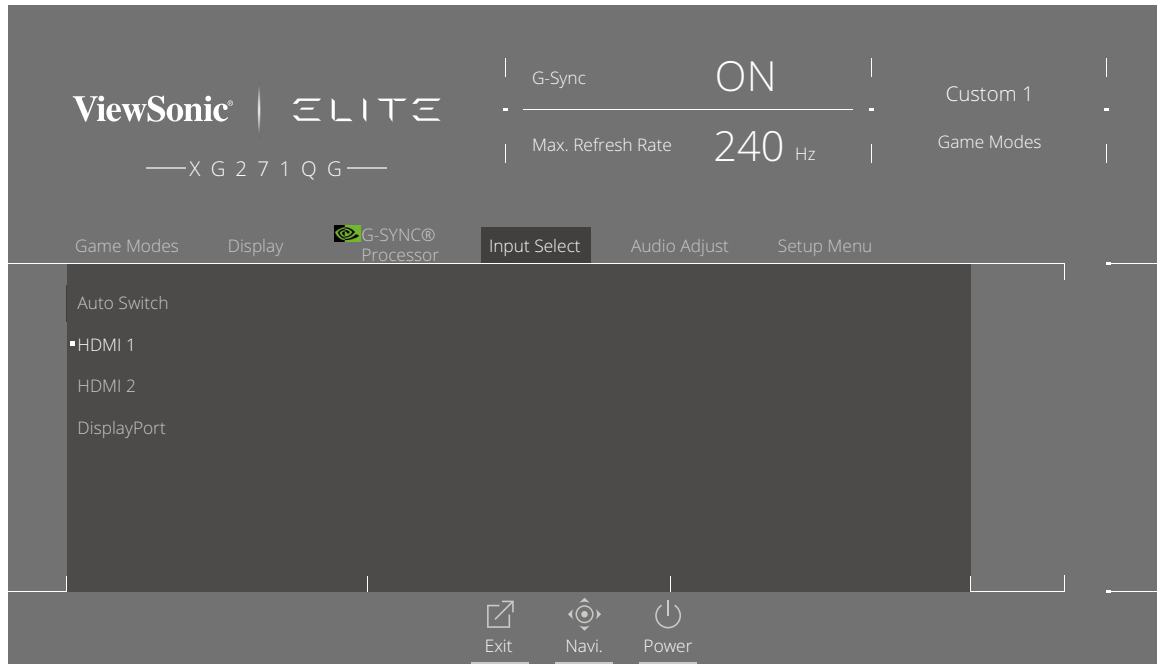 ViewSonic® ELITE
XG271QG
G-Sync ON
Max. Refresh Rate 240 Hz
Custom 1
Game Modes
Game Modes Display G-SYNC® Processor Input Select Audio Adjust Setup Menu
Auto Switch
HDMI 1
HDMI 2
DisplayPort
Exit Navi. Power